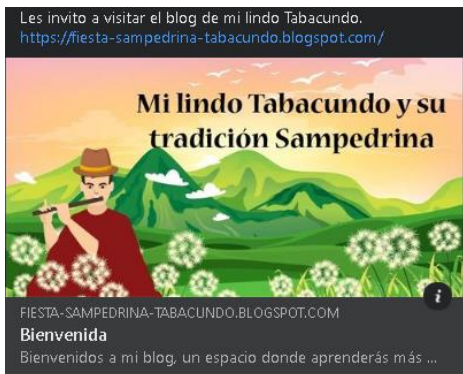 Les invito a visitar el blog de mi lindo Tabacundo.
https://fiesta-sampedrina-tabacundo.blogspot.com/
Mi lindo Tabacundo y su
tradición Sampedrina
i
FIESTA-SAMPEDRINA-TABACUNDO.BLOGSPOT.COM
Bienvenida
Bienvenidos a mi blog, un espacio donde aprenderás más ...